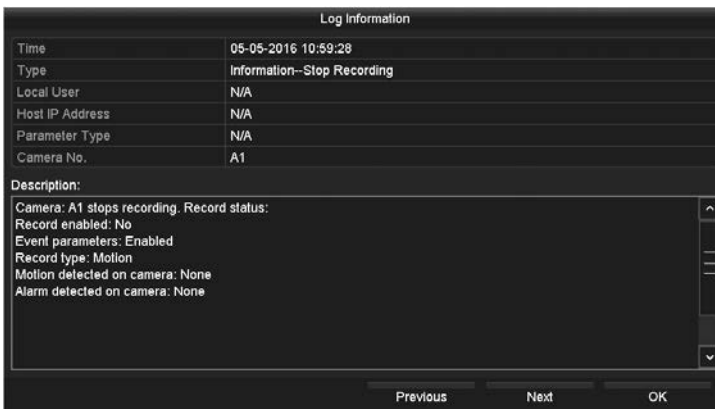 Log Information
Time 05-05-2016 10:59:28
Type Information--Stop Recording
Local User N/A
Host IP Address N/A
Parameter Type N/A
Camera No. A1
Description:
Camera: A1 stops recording. Record status:
Record enabled: No
Event parameters: Enabled
Record type: Motion
Motion detected on camera: None
Alarm detected on camera: None
Previous Next OK